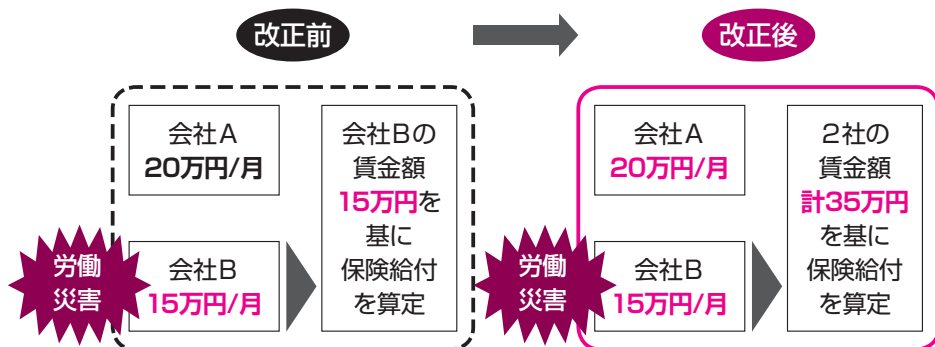 改正前
改正後
会社A
20万円/月
会社Bの
賃金額
15万円を
基に
保険給付
を算定
労働
災害
会社B
15万円/月
会社A
20万円/月
2社の
賃金額
計35万円
を基に
保険給付
を算定
労働
災害
会社B
15万円/月